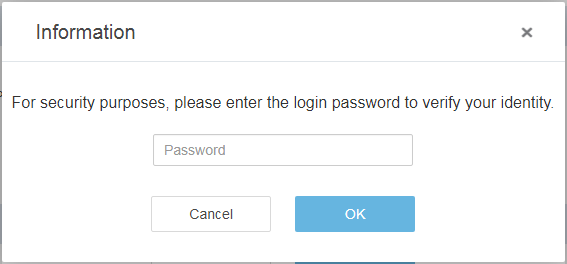 Information
For security purposes, please enter the login password to verify your identity.
Password
Cancel OK